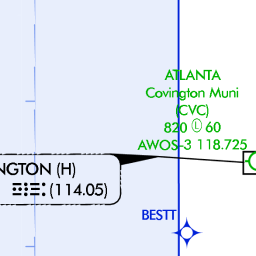 ATLANTA
Covington Muni
(CVC)
820 Ⓛ 60
AWOS-3 118.725
NGTON (H)
(114.05)
BESTT